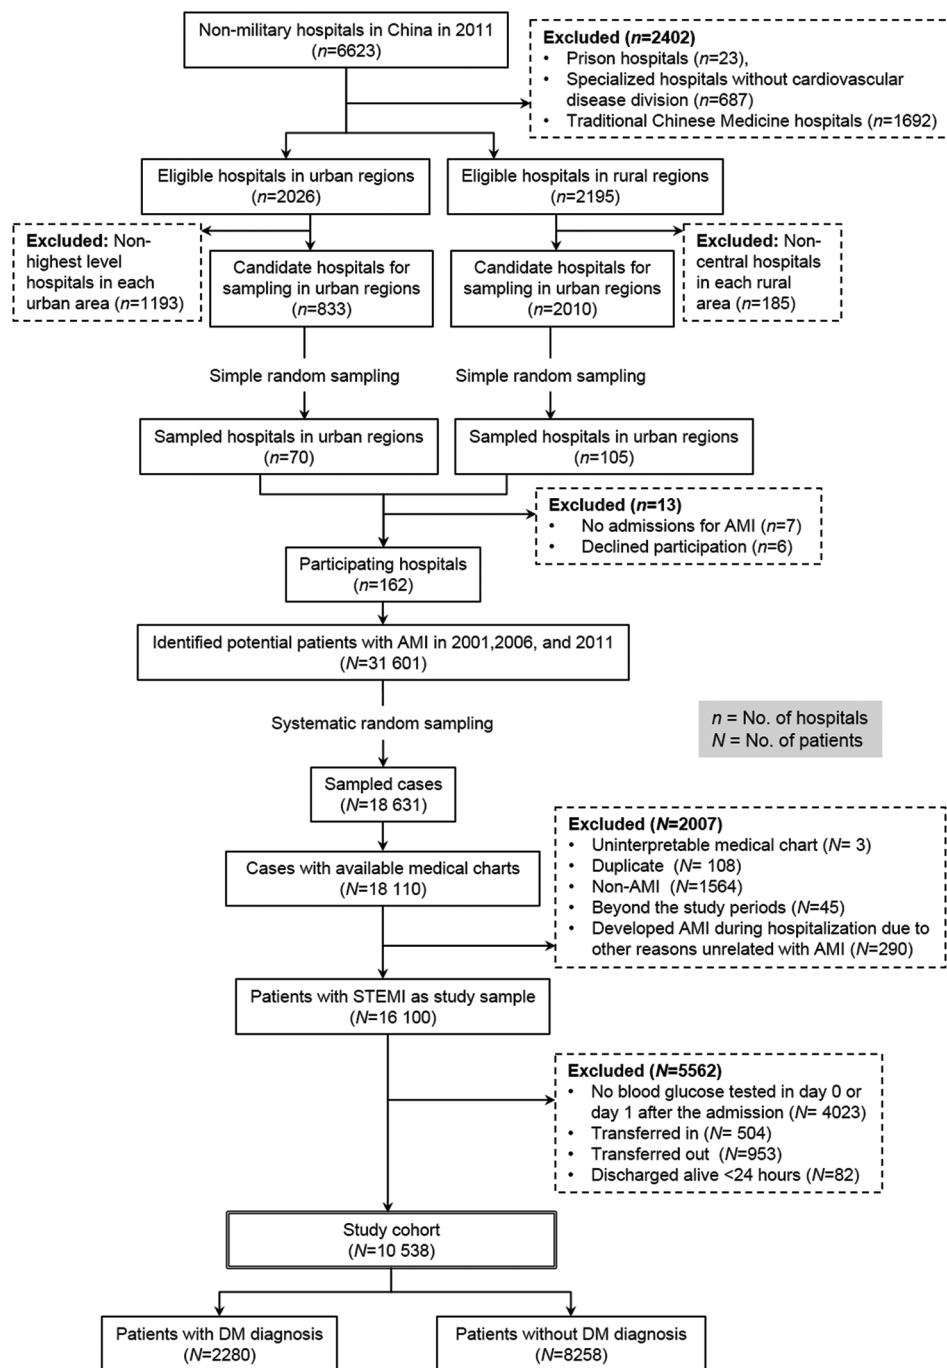 Non-military hospitals in China in 2011
(n=6623)
Excluded (n=2402)
• Prison hospitals (n=23),
• Specialized hospitals without cardiovascular
disease division (n=687)
• Traditional Chinese Medicine hospitals (n=1692)
Eligible hospitals in urban regions
(n=2026)
Eligible hospitals in rural regions
(n=2195)
Excluded: Non-
highest level
hospitals in each
urban area (n=1193)
Candidate hospitals for
sampling in urban regions
(n=833)
Candidate hospitals for
sampling in urban regions
(n=2010)
Excluded: Non-
central hospitals
in each rural
area (n=185)
Simple random sampling
Simple random sampling
Sampled hospitals in urban regions
(n=70)
Sampled hospitals in urban regions
(n=105)
Excluded (n=13)
• No admissions for AMI (n=7)
• Declined participation (n=6)
Participating hospitals
(n=162)
Identified potential patients with AMI in 2001,2006, and 2011
(N=31 601)
Systematic random sampling
n = No. of hospitals
N = No. of patients
Sampled cases
(N=18 631)
Cases with available medical charts
(N=18 110)
Excluded (N=2007)
• Uninterpretable medical chart (N= 3)
• Duplicate (N= 108)
• Non-AMI (N=1564)
• Beyond the study periods (N=45)
• Developed AMI during hospitalization due to
other reasons unrelated with AMI (N=290)
Patients with STEMI as study sample
(N=16 100)
Excluded (N=5562)
• No blood glucose tested in day 0 or
day 1 after the admission (N= 4023)
• Transferred in (N= 504)
• Transferred out (N=953)
• Discharged alive <24 hours (N=82)
Study cohort
(N=10 538)
Patients with DM diagnosis
(N=2280)
Patients without DM diagnosis
(N=8258)